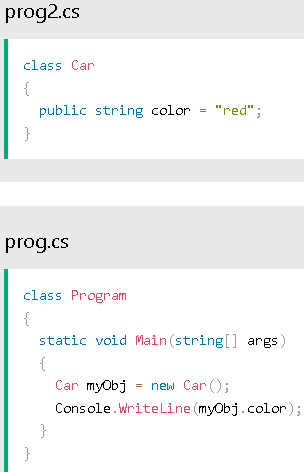 prog2.cs
class Car
{
  public string color = "red";
}
prog.cs
class Program
{
  static void Main(string[] args)
  {
    Car myObj = new Car();
    Console.WriteLine(myObj.color);
  }
}